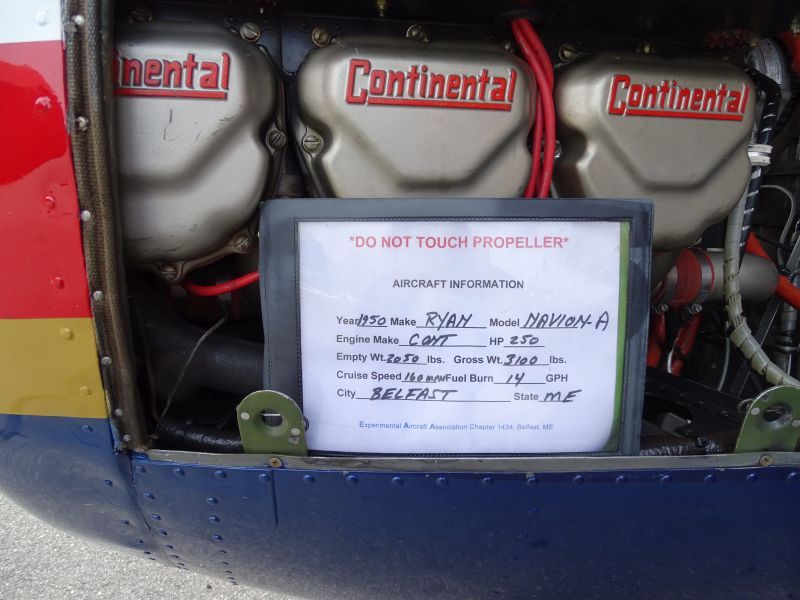 inental
Continental
Continental
*DO NOT TOUCH PROPELLER*
AIRCRAFT INFORMATION
Year 1950 Make RYAN Model NAVION-A
Engine Make CONT HP 250
Empty Wt. 2050 lbs. Gross Wt. 3100 lbs.
Cruise Speed 160 MPH Fuel Burn 14 GPH
City BELFAST State ME
Experimental Aircraft Association Chapter 1434, Belfast, ME